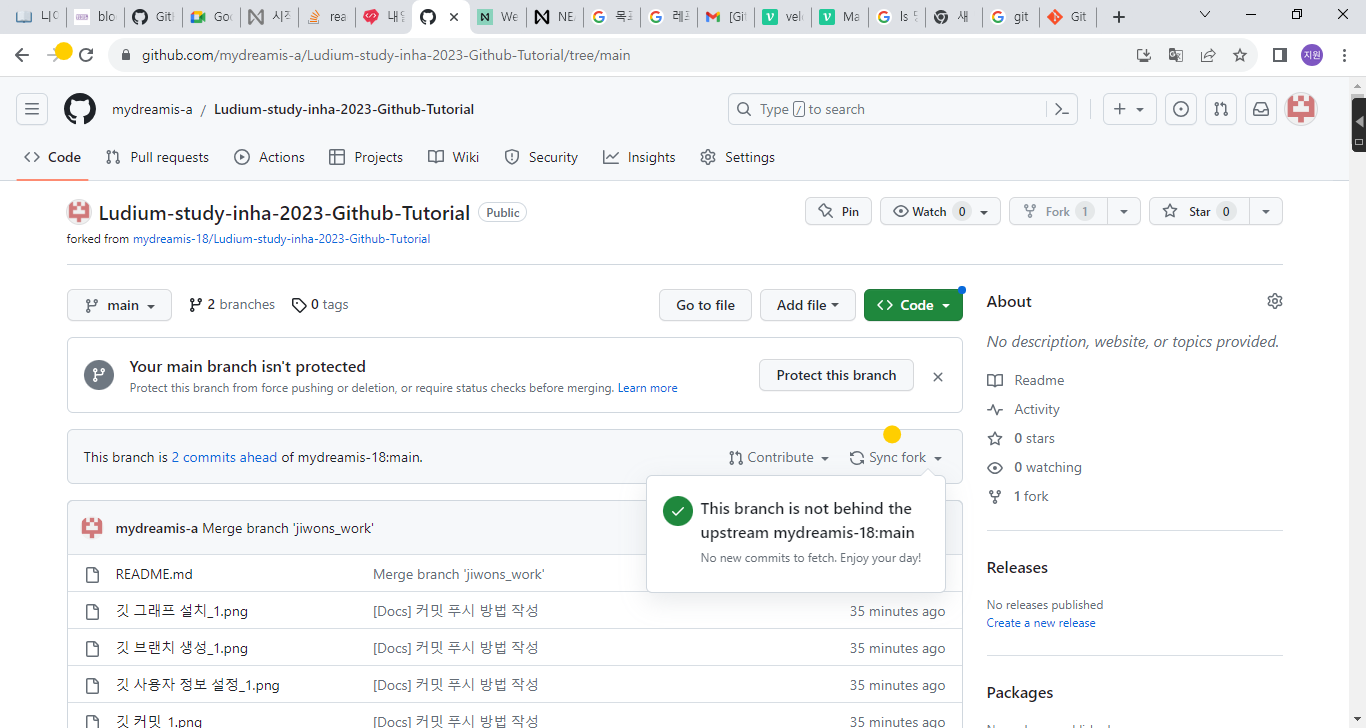 니
blo
Git
Goo
시작
rea
내일
We
NEA
목표
레포
[Git
velo
Ma
ls
새
git
Git
github.com/mydreamis-a/Ludium-study-inha-2023-Github-Tutorial/tree/main
지원
mydreamis-a / Ludium-study-inha-2023-Github-Tutorial
Type / to search
Code Pull requests Actions Projects Wiki Security Insights Settings
Ludium-study-inha-2023-Github-Tutorial Public
Pin Watch 0 Fork 1 Star 0
forked from mydreamis-18/Ludium-study-inha-2023-Github-Tutorial
main 2 branches 0 tags Go to file Add file <> Code
Your main branch isn't protected
Protect this branch from force pushing or deletion, or require status checks before merging. Learn more
Protect this branch
This branch is 2 commits ahead of mydreamis-18:main. Contribute Sync fork
This branch is not behind the
upstream mydreamis-18:main
No new commits to fetch. Enjoy your day!
mydreamis-a Merge branch 'jiwons_work'
README.md Merge branch 'jiwons_work'
깃 그래프 설치_1.png [Docs] 커밋 푸시 방법 작성 35 minutes ago
깃 브랜치 생성_1.png [Docs] 커밋 푸시 방법 작성 35 minutes ago
깃 사용자 정보 설정_1.png [Docs] 커밋 푸시 방법 작성 35 minutes ago
깃 커밋_1.png [Docs] 커밋 푸시 방법 작성 35 minutes ago
About
No description, website, or topics provided.
Readme
Activity
0 stars
0 watching
1 fork
Releases
No releases published
Create a new release
Packages